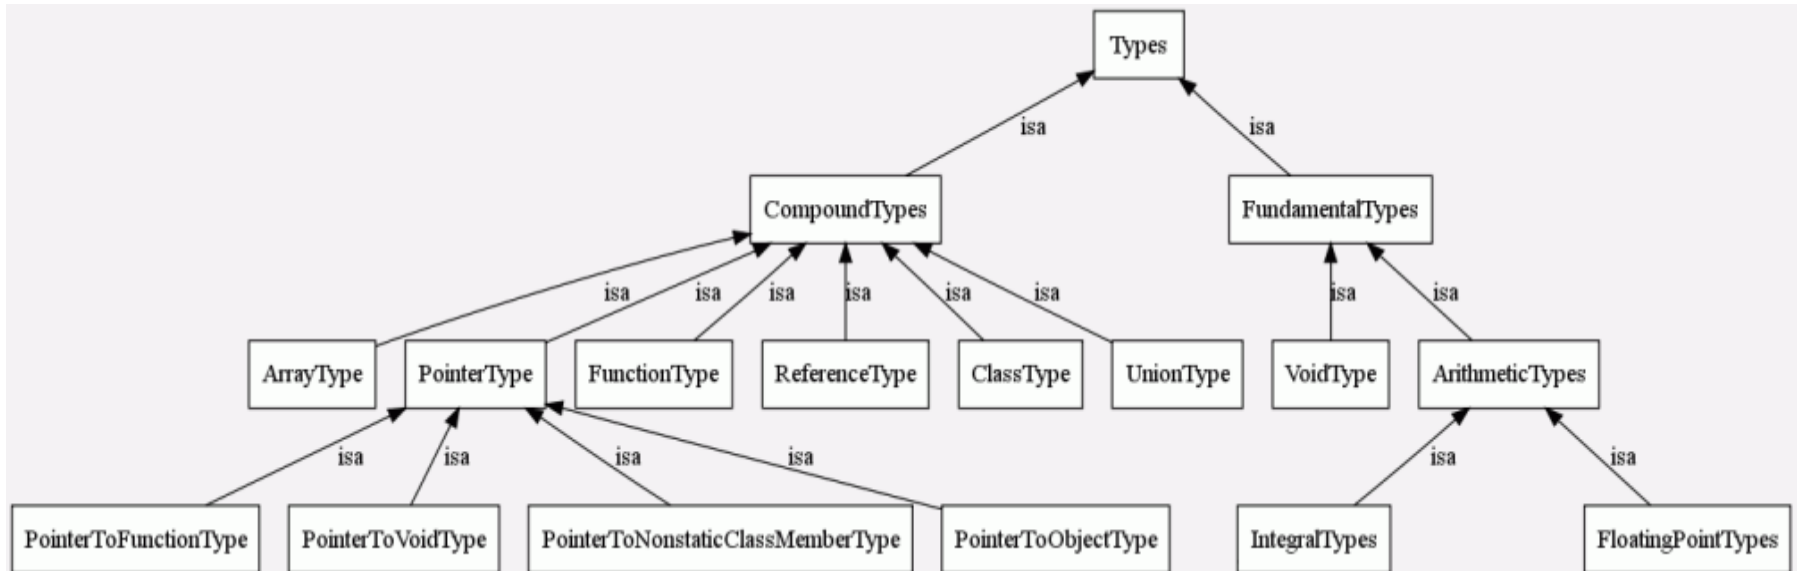 Types
isa
isa
CompoundTypes
FundamentalTypes
isa
isa
isa
isa
isa
isa
isa
isa
ArrayType
PointerType
FunctionType
ReferenceType
ClassType
UnionType
VoidType
ArithmeticTypes
isa
isa
isa
isa
isa
isa
PointerToFunctionType
PointerToVoidType
PointerToNonstaticClassMemberType
PointerToObjectType
IntegralTypes
FloatingPointTypes